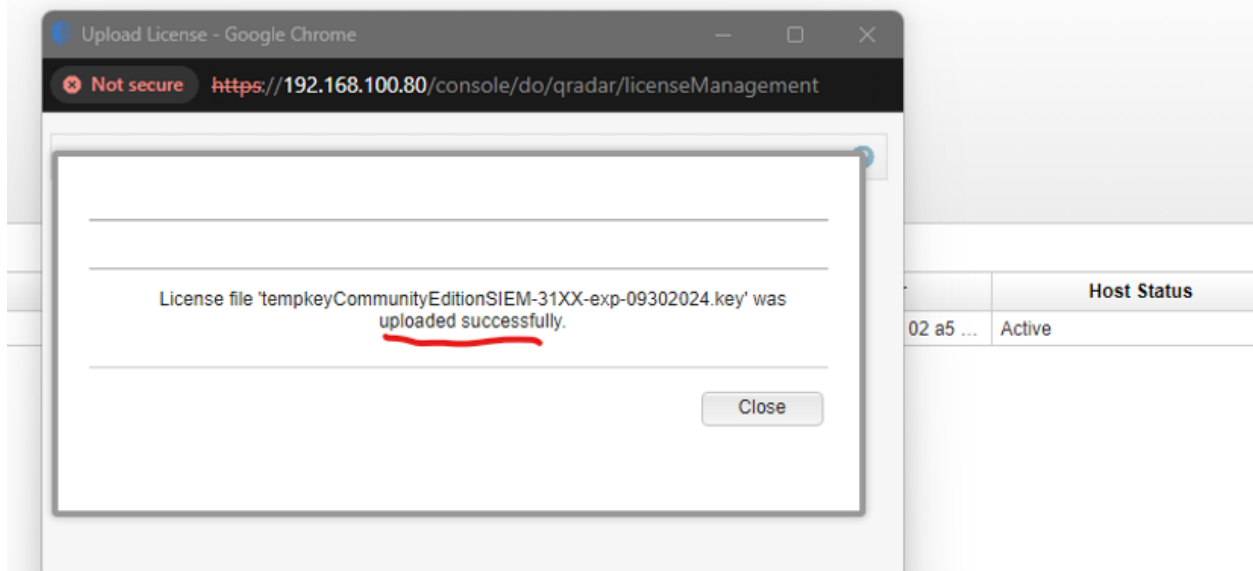 Upload License - Google Chrome
Not secure https://192.168.100.80/console/do/qradar/licenseManagement
Host Status
License file 'tempkeyCommunityEditionSIEM-31XX-exp-09302024.key' was
uploaded successfully.
02 a5 ... Active
Close